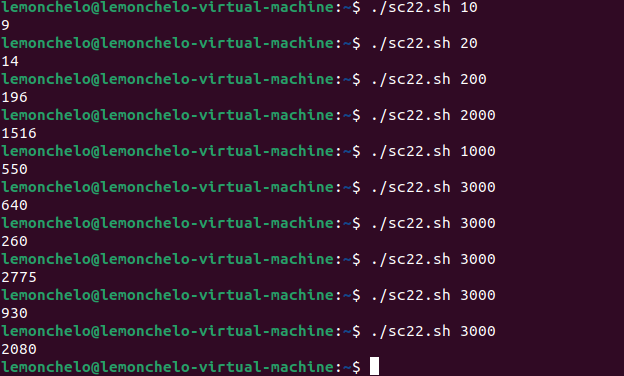 lemonchelo@lemonchelo-virtual-machine:~$ ./sc22.sh 10
9
lemonchelo@lemonchelo-virtual-machine:~$ ./sc22.sh 20
14
lemonchelo@lemonchelo-virtual-machine:~$ ./sc22.sh 200
196
lemonchelo@lemonchelo-virtual-machine:~$ ./sc22.sh 2000
1516
lemonchelo@lemonchelo-virtual-machine:~$ ./sc22.sh 1000
550
lemonchelo@lemonchelo-virtual-machine:~$ ./sc22.sh 3000
640
lemonchelo@lemonchelo-virtual-machine:~$ ./sc22.sh 3000
260
lemonchelo@lemonchelo-virtual-machine:~$ ./sc22.sh 3000
2775
lemonchelo@lemonchelo-virtual-machine:~$ ./sc22.sh 3000
930
lemonchelo@lemonchelo-virtual-machine:~$ ./sc22.sh 3000
2080
lemonchelo@lemonchelo-virtual-machine:~$